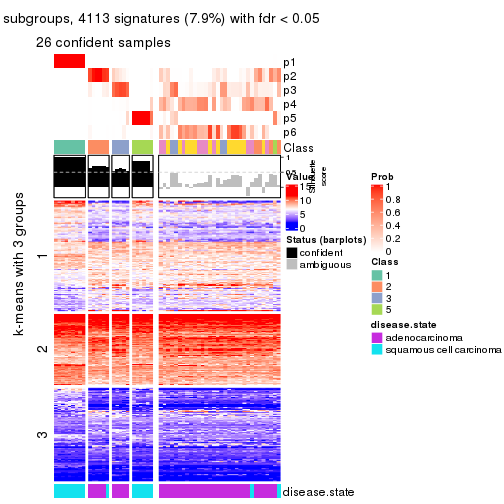 subgroups, 4113 signatures (7.9%) with fdr < 0.05
26 confident samples
p1
p2
p3
p4
p5
p6
Class
1
0.5
Silhouette
score
k-means with 3 groups
1
2
3
disease.state
Value
15
10
5
0
Status (barplots)
confident
ambiguous
Prob
1
0.8
0.6
0.4
0.2
0
Class
1
2
3
5
disease.state
adenocarcinoma
squamous cell carcinoma